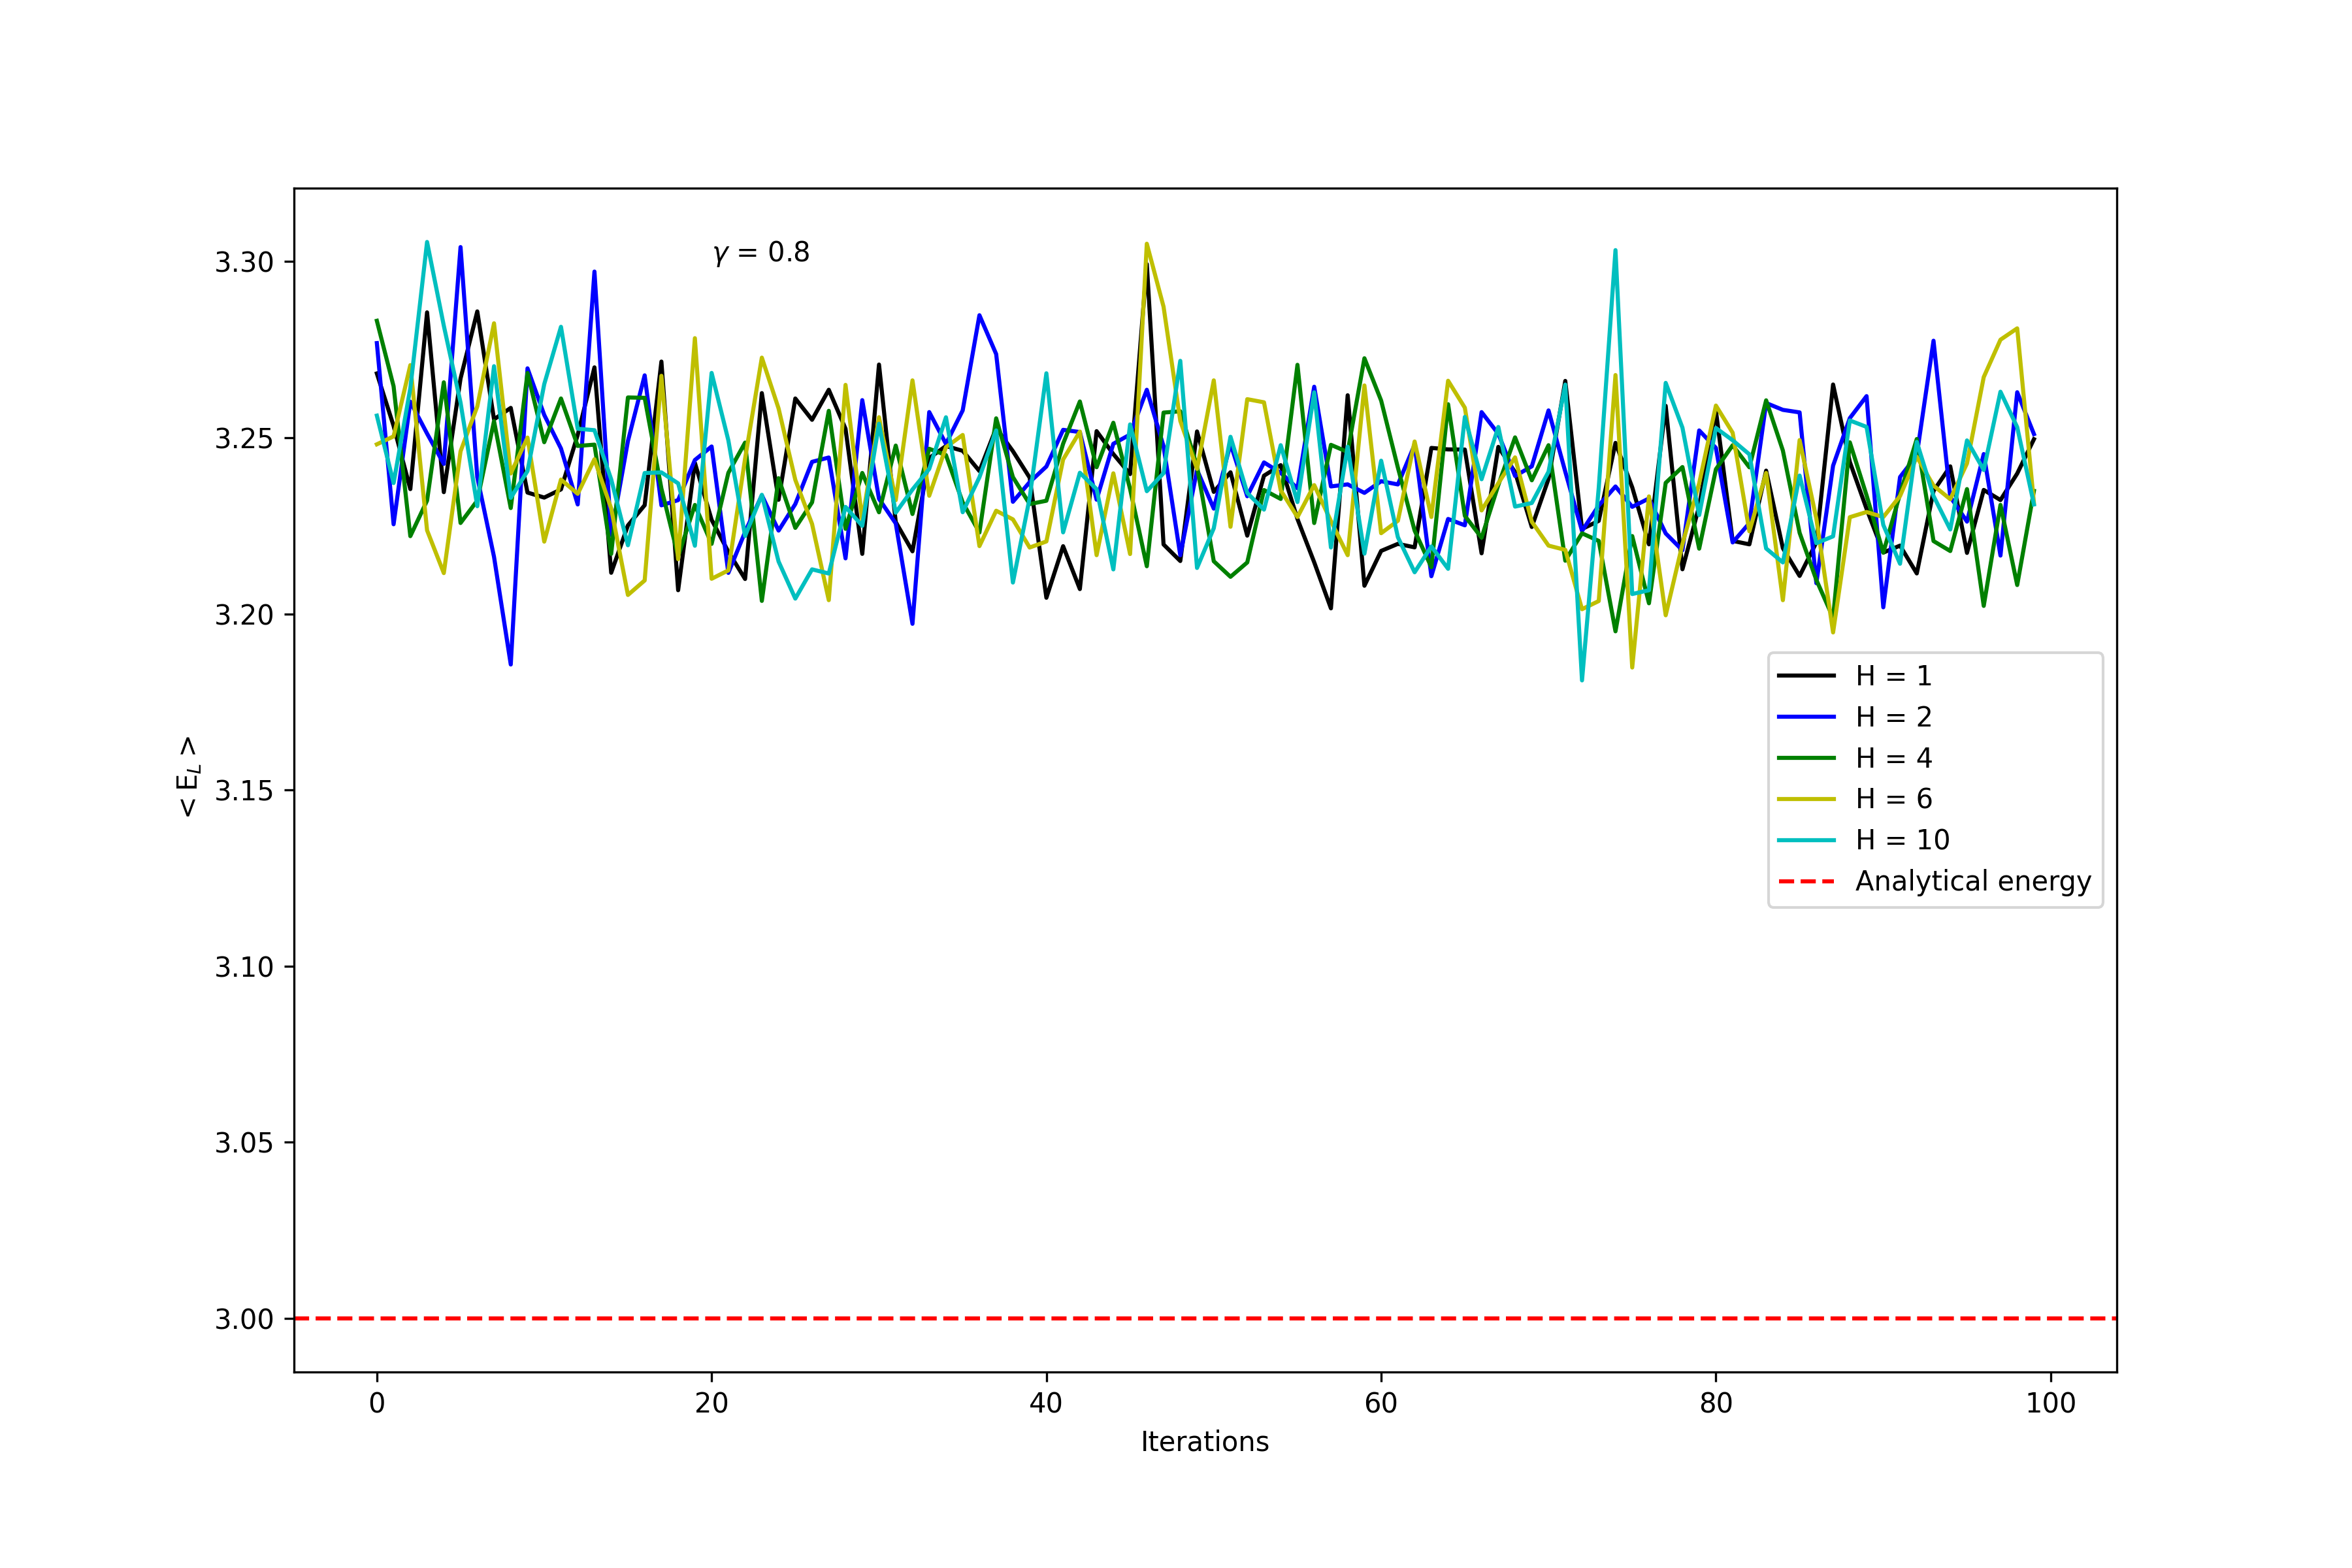 γ = 0.8
3.30
3.25
3.20
3.15
3.10
3.05
3.00
< E_L >
H = 1
H = 2
H = 4
H = 6
H = 10
Analytical energy
0 20 40 60 80 100
Iterations